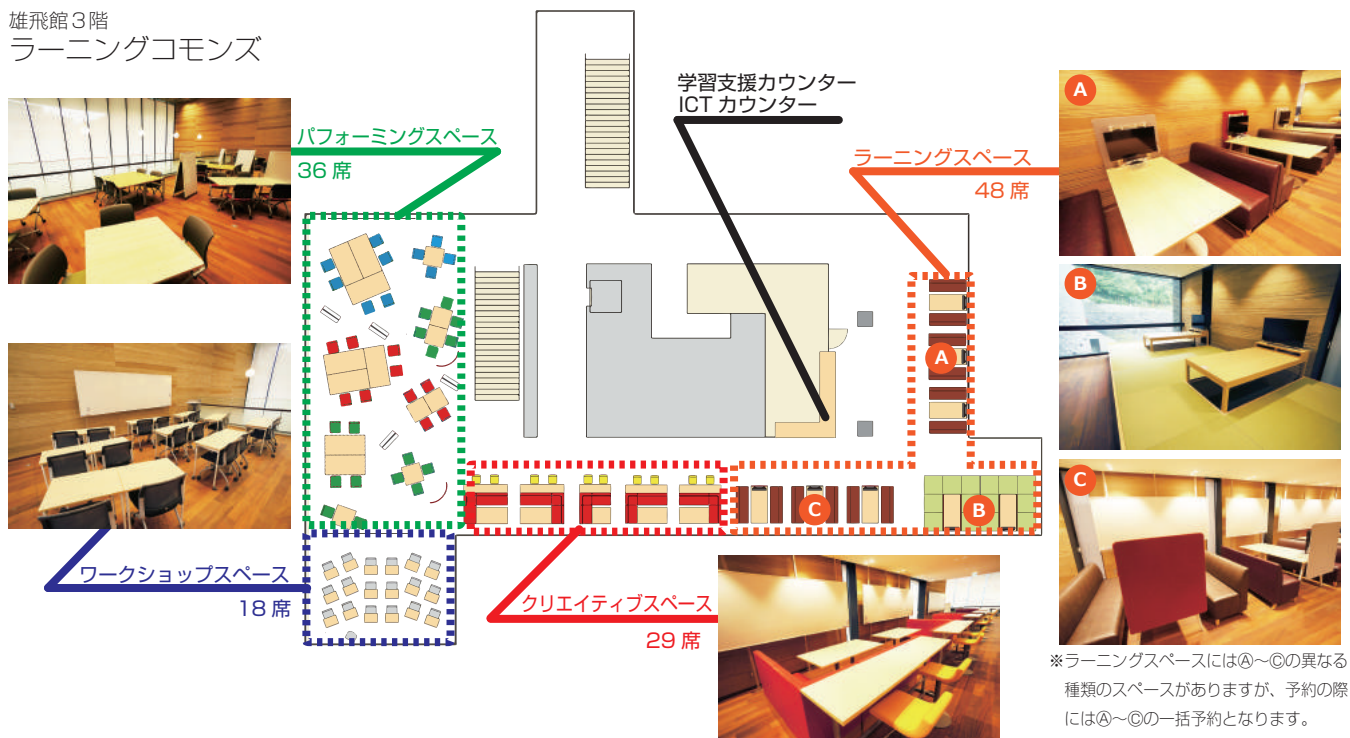 雄飛館３階
ラーニングコモンズ
パフォーミングスペース
36 席
学習支援カウンター
ICT カウンター
ラーニングスペース
48 席
A
B
C
A
C
B
ワークショップスペース
18 席
クリエイティブスペース
29 席
※ラーニングスペースにはⒶ～Ⓒの異なる
種類のスペースがありますが、予約の際
にはⒶ～Ⓒの一括予約となります。